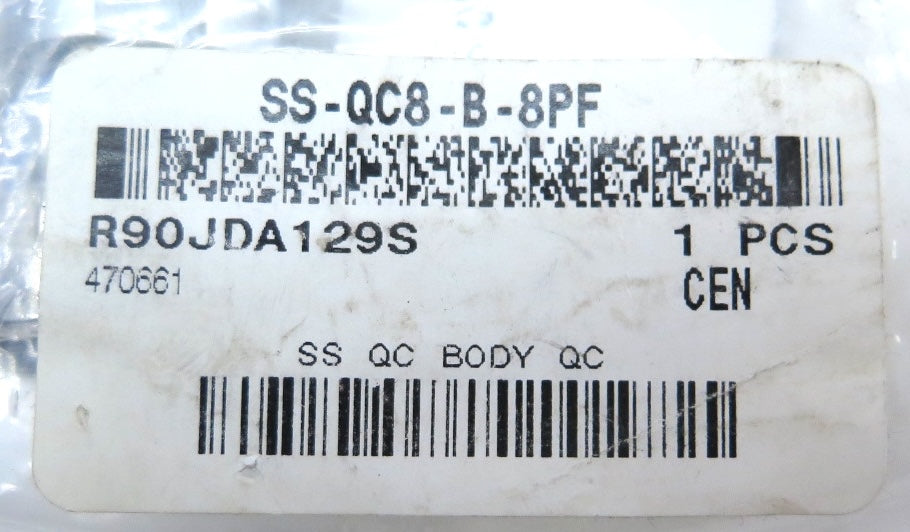 SS-QC8-B-8PF
R90JDA129S 1 PCS
470661 CEN
SS QC BODY QC